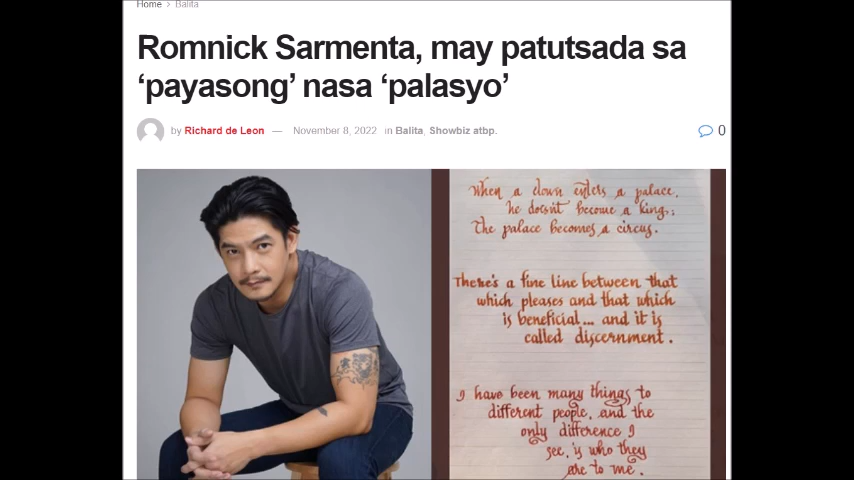 Home > Balita
Romnick Sarmenta, may patutsada sa
‘payasong’ nasa ‘palasyo’
by Richard de Leon — November 8, 2022 in Balita, Showbiz atbp.
0
When a clown enters a palace,
he doesn't become a king;
The palace becomes a circus.
There's a fine line between that
which pleases and that which
is beneficial... and it is
called discernment.
I have been many things to
different people, and the
only difference I
see, is who they
are to me.